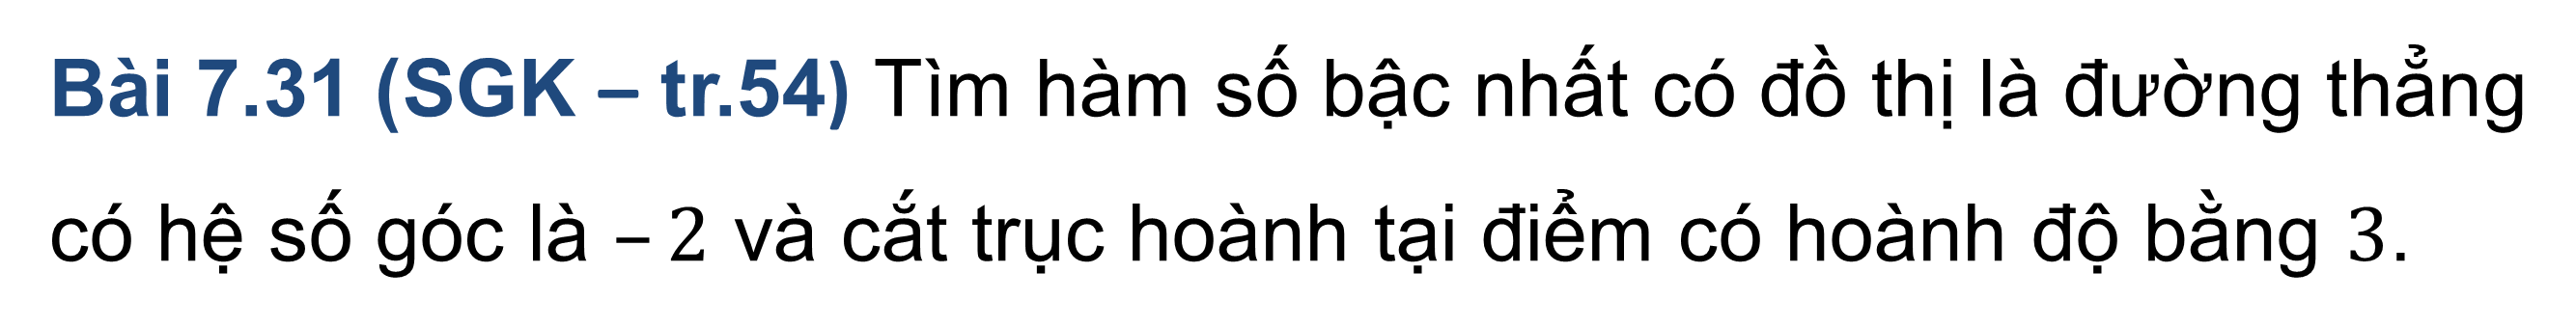 Bài 7.31 (SGK – tr.54) Tìm hàm số bậc nhất có đồ thị là đường thẳng
có hệ số góc là – 2 và cắt trục hoành tại điểm có hoành độ bằng 3.